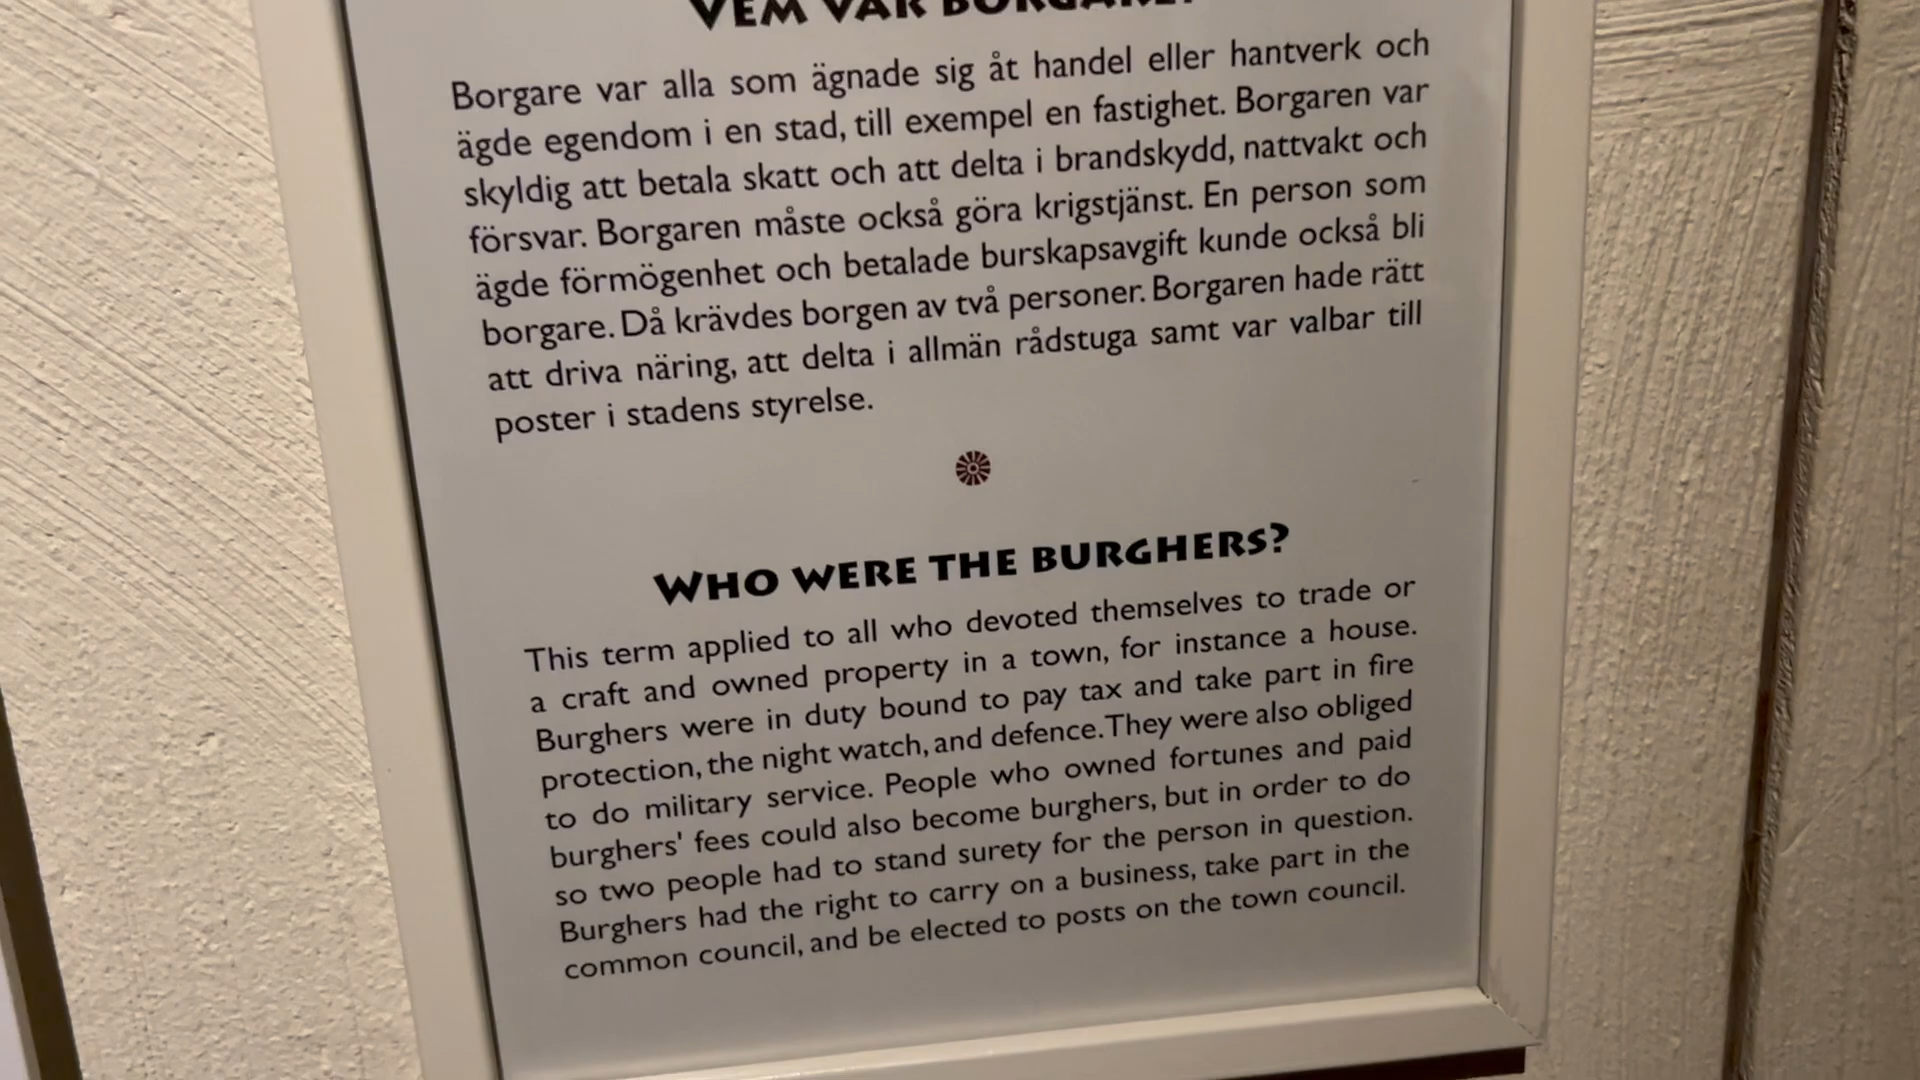 VEM VAR BORGARE?
Borgare var alla som ägnade sig åt handel eller hantverk och
ägde egendom i en stad, till exempel en fastighet. Borgaren var
skyldig att betala skatt och att delta i brandskydd, nattvakt och
försvar. Borgaren måste också göra krigstjänst. En person som
ägde förmögenhet och betalade burskapsavgift kunde också bli
borgare. Då krävdes borgen av två personer. Borgaren hade rätt
att driva näring, att delta i allmän rådstuga samt var valbar till
poster i stadens styrelse.
WHO WERE THE BURGHERS?
This term applied to all who devoted themselves to trade or
a craft and owned property in a town, for instance a house.
Burghers were in duty bound to pay tax and take part in fire
protection, the night watch, and defence. They were also obliged
to do military service. People who owned fortunes and paid
burghers' fees could also become burghers, but in order to do
so two people had to stand surety for the person in question.
Burghers had the right to carry on a business, take part in the
common council, and be elected to posts on the town council.